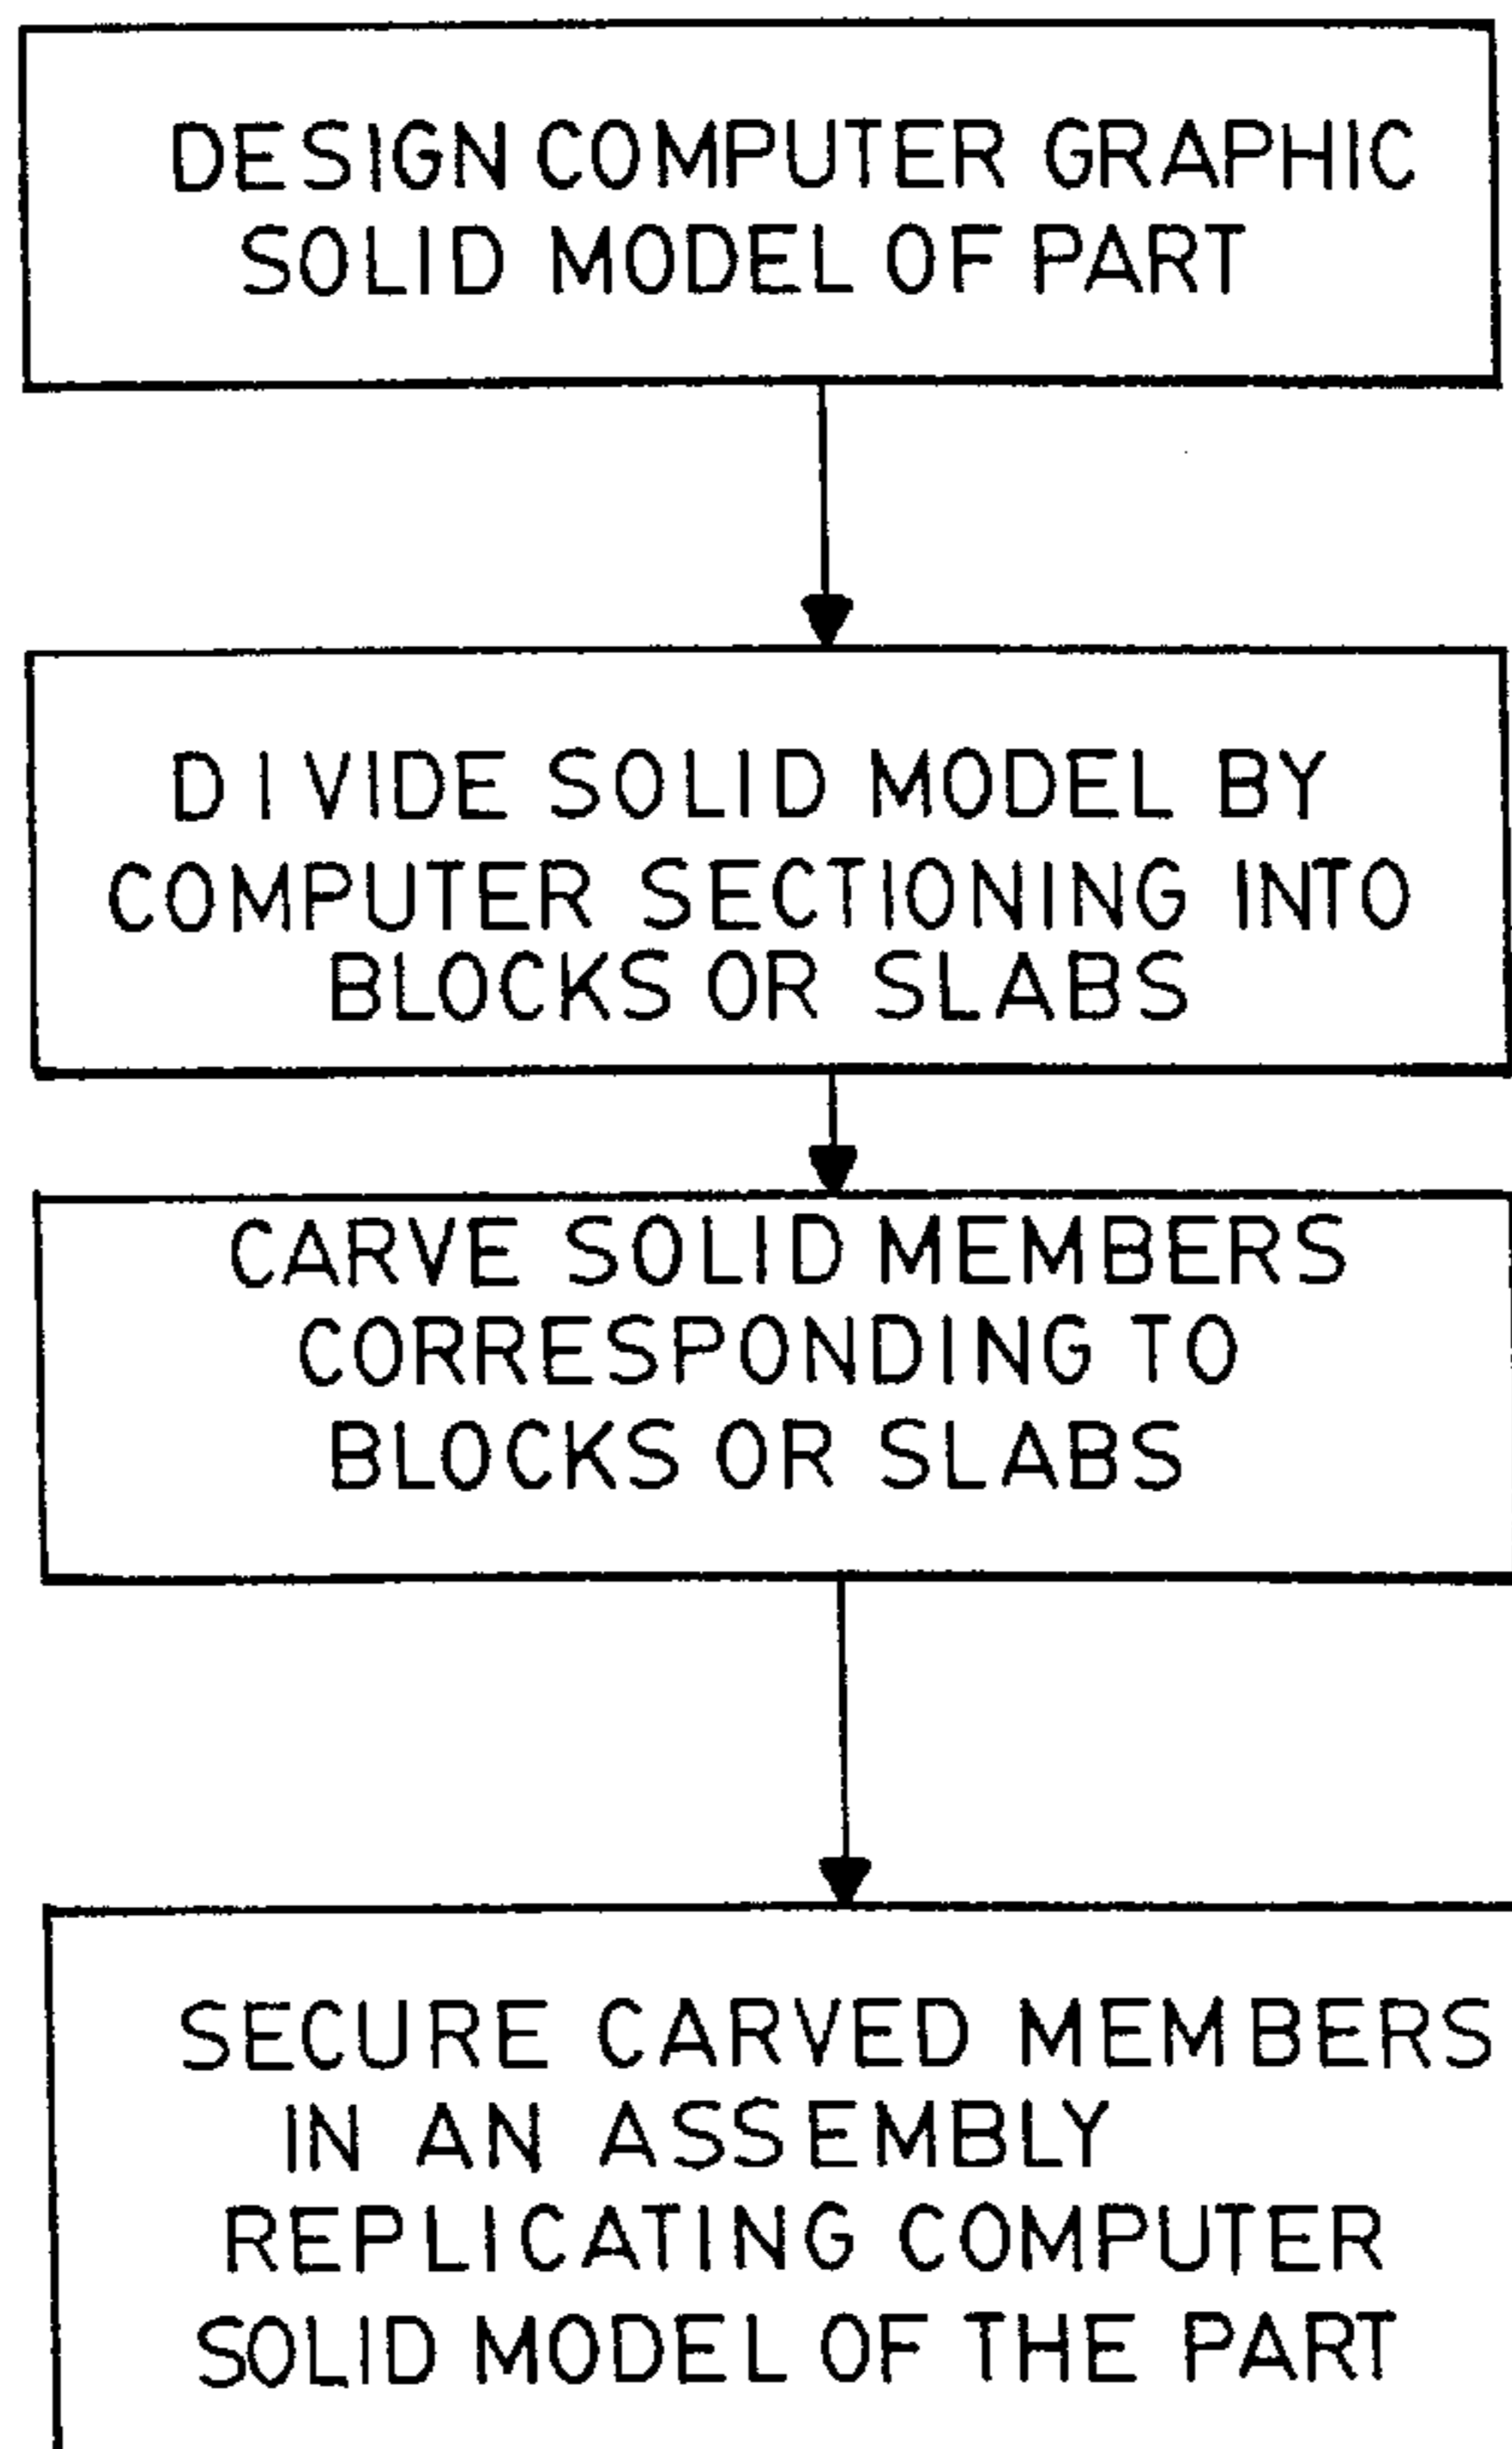 DESIGN COMPUTER GRAPHIC
SOLID MODEL OF PART
DIVIDE SOLID MODEL BY
COMPUTER SECTIONING INTO
BLOCKS OR SLABS
CARVE SOLID MEMBERS
CORRESPONDING TO
BLOCKS OR SLABS
SECURE CARVED MEMBERS
IN AN ASSEMBLY
REPLICATING COMPUTER
SOLID MODEL OF THE PART